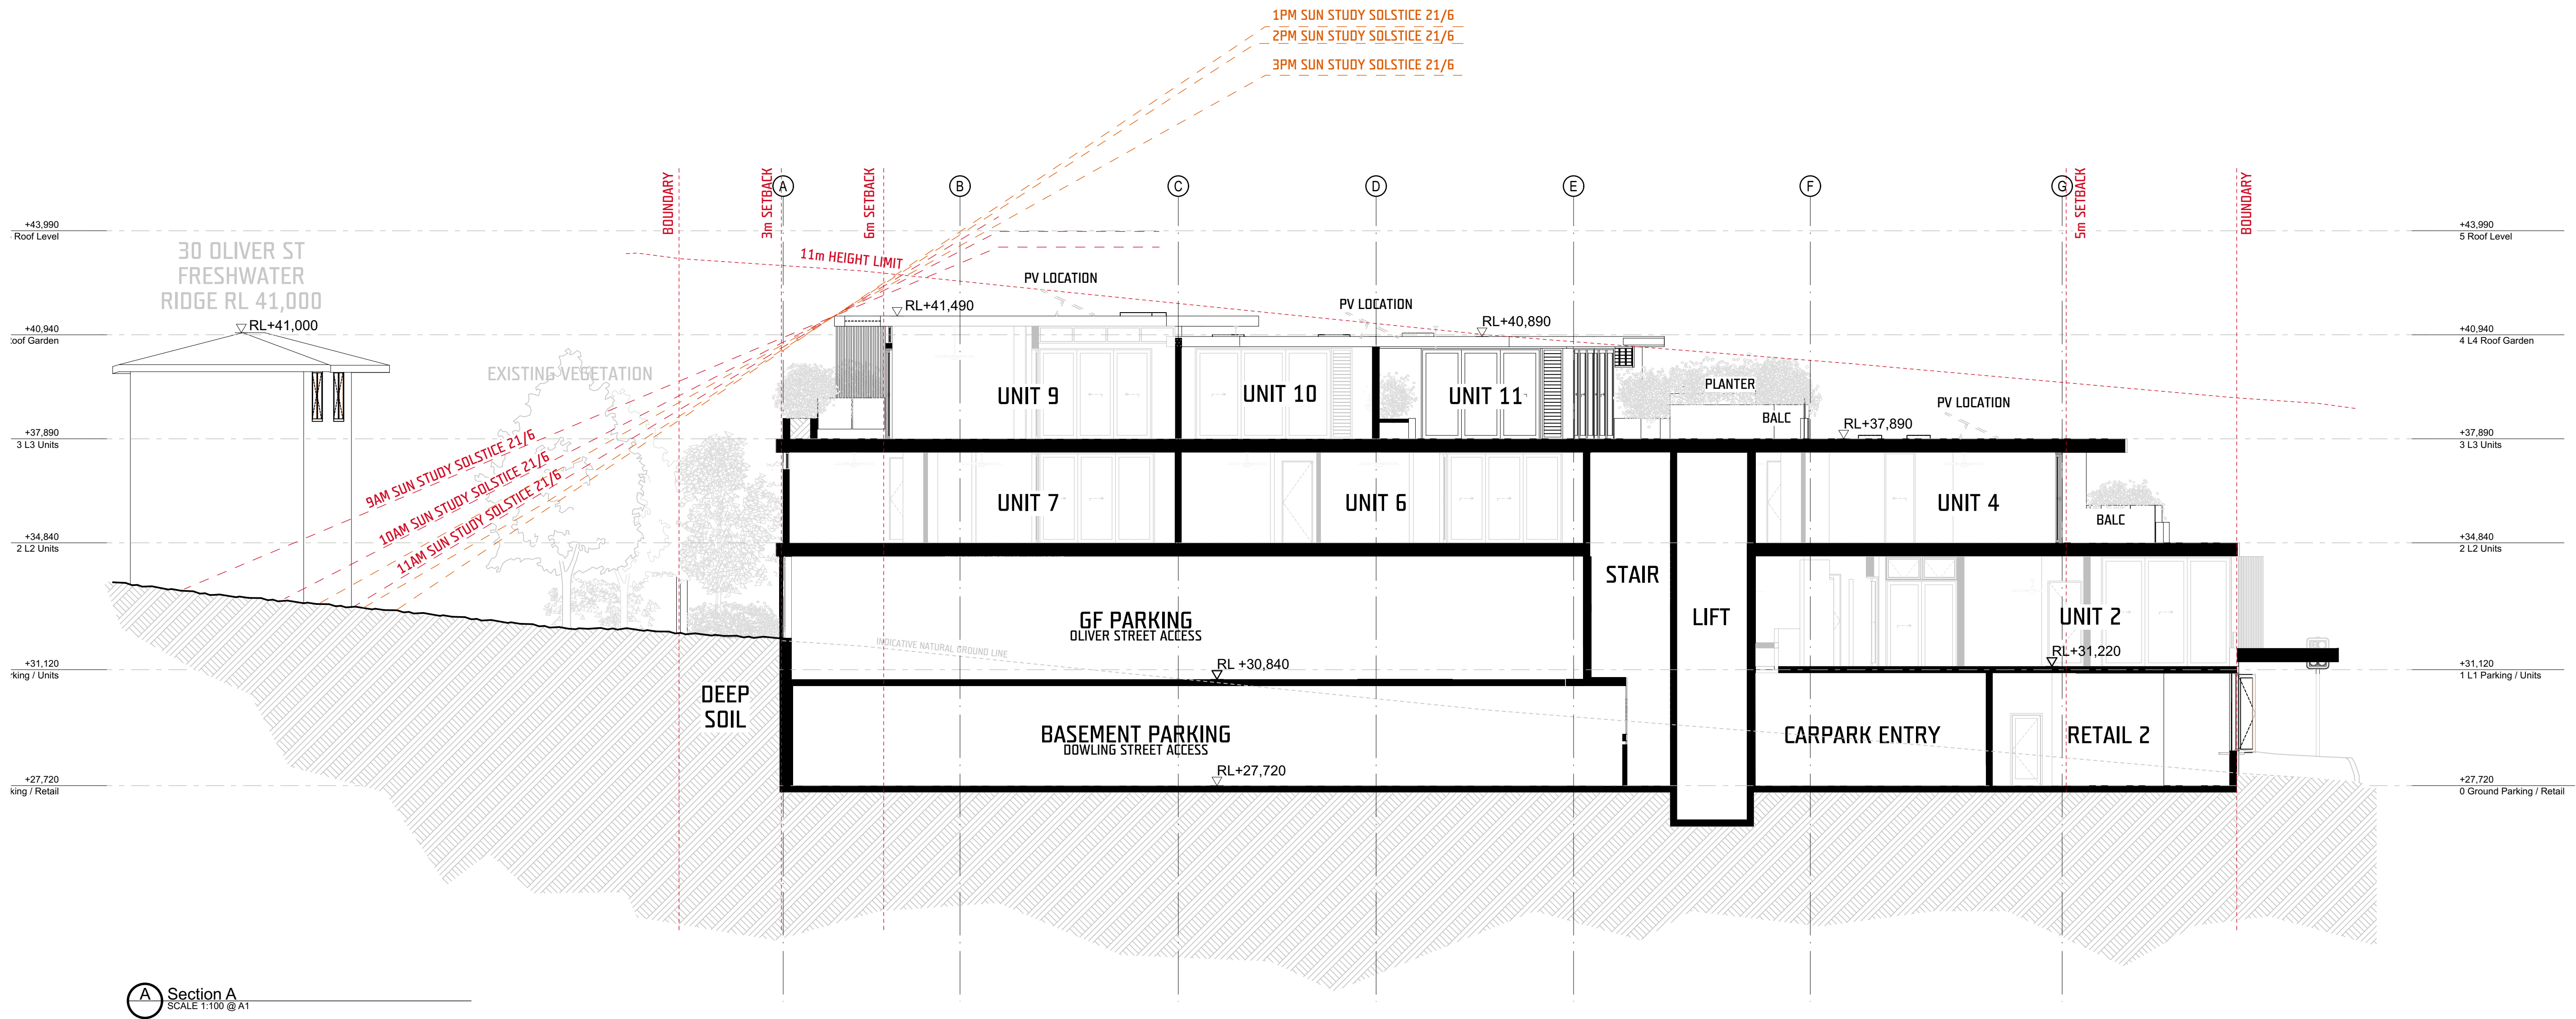 1PM SUN STUDY SOLSTICE 21/6
2PM SUN STUDY SOLSTICE 21/6
3PM SUN STUDY SOLSTICE 21/6
BOUNDARY
3m SETBACK
6m SETBACK
5m SETBACK
BOUNDARY
A
B
C
D
E
F
G
+43,990
Roof Level
+43,990
5 Roof Level
30 OLIVER ST
FRESHWATER
RIDGE RL 41,000
RL+41,000
11m HEIGHT LIMIT
PV LOCATION
PV LOCATION
RL+41,490
RL+40,890
+40,940
oof Garden
+40,940
4 L4 Roof Garden
EXISTING VEGETATION
UNIT 9
UNIT 10
UNIT 11
PLANTER
BALC
PV LOCATION
RL+37,890
+37,890
3 L3 Units
+37,890
3 L3 Units
9AM SUN STUDY SOLSTICE 21/6
10AM SUN STUDY SOLSTICE 21/6
11AM SUN STUDY SOLSTICE 21/6
UNIT 7
UNIT 6
UNIT 4
BALC
+34,840
2 L2 Units
+34,840
2 L2 Units
STAIR
LIFT
GF PARKING
OLIVER STREET ACCESS
UNIT 2
INDICATIVE NATURAL GROUND LINE
RL +30,840
RL+31,220
+31,120
rking / Units
+31,120
1 L1 Parking / Units
DEEP
SOIL
BASEMENT PARKING
DOWLING STREET ACCESS
CARPARK ENTRY
RETAIL 2
RL+27,720
+27,720
king / Retail
+27,720
0 Ground Parking / Retail
A
Section A
SCALE 1:100 @ A1